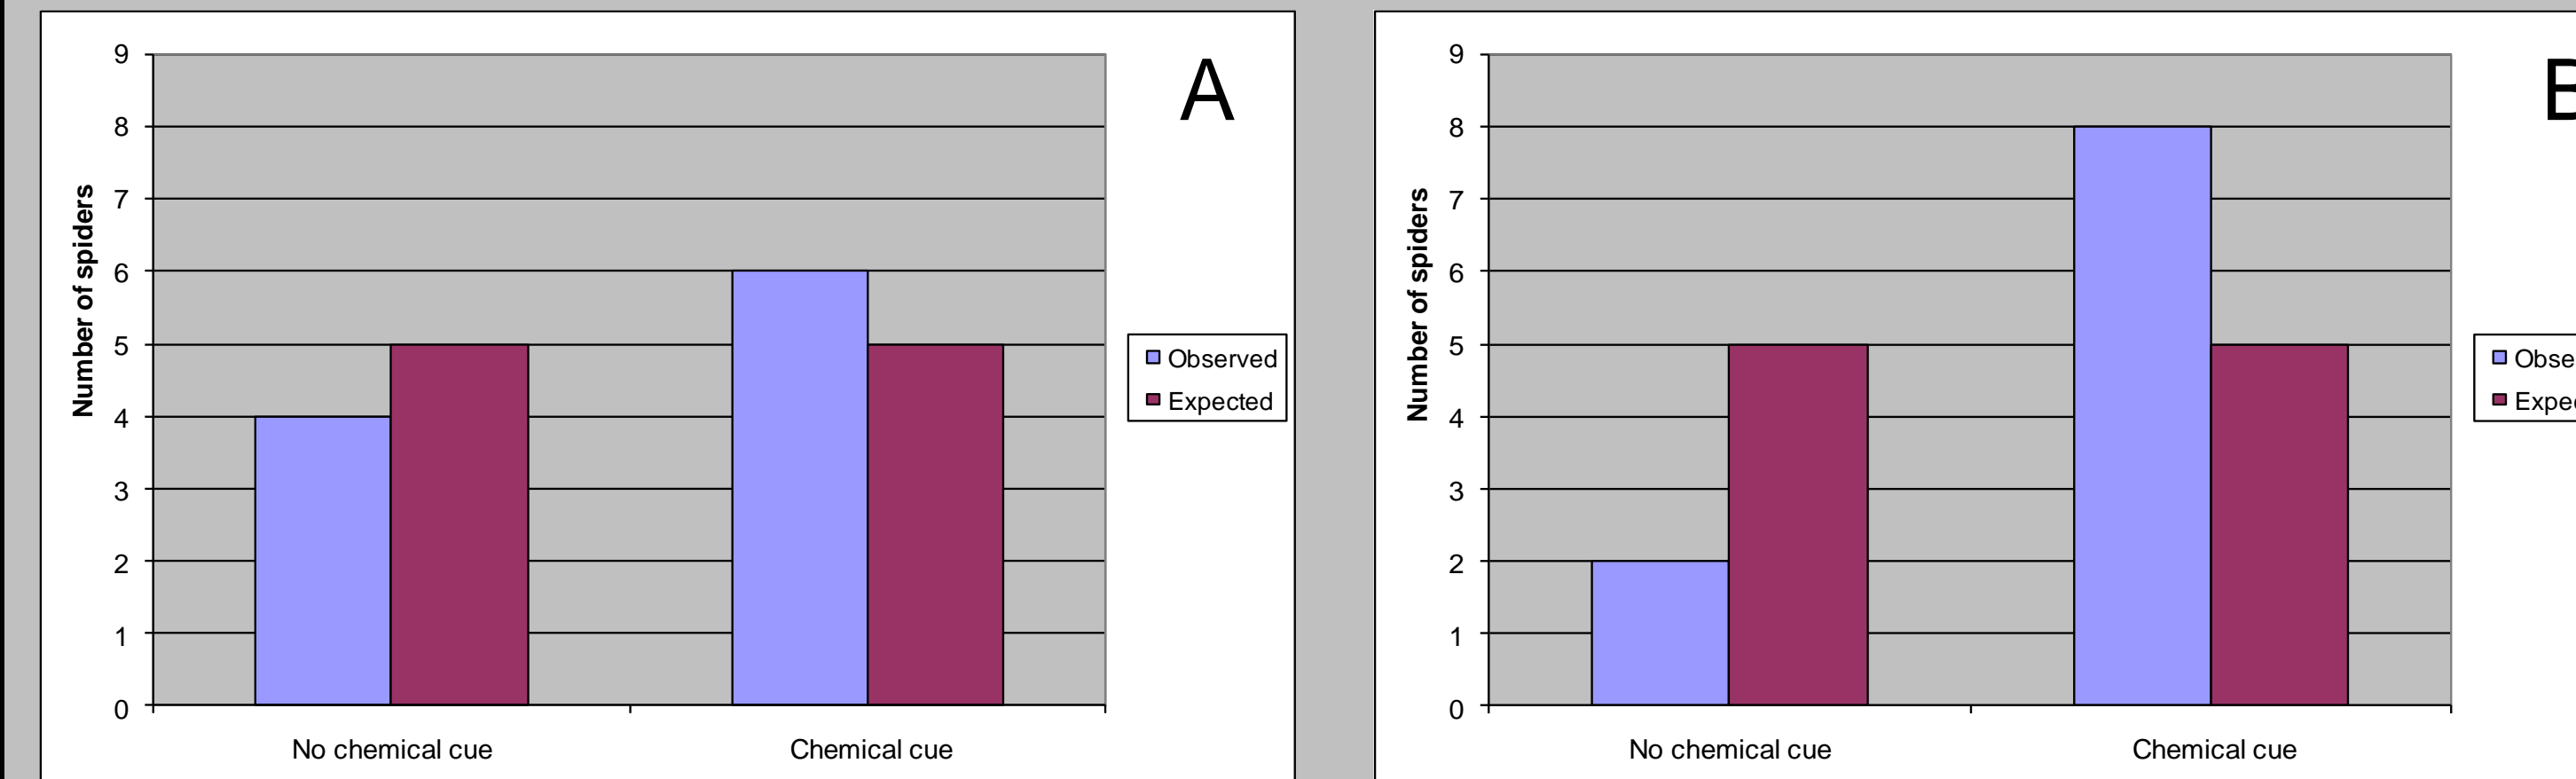 A
9
8
7
6
5
4
3
2
1
0
Number of spiders
No chemical cue
Chemical cue
Observed
Expected
9
8
7
6
5
4
3
2
1
0
Number of spiders
No chemical cue
Chemical cue
B
Obse
Expe